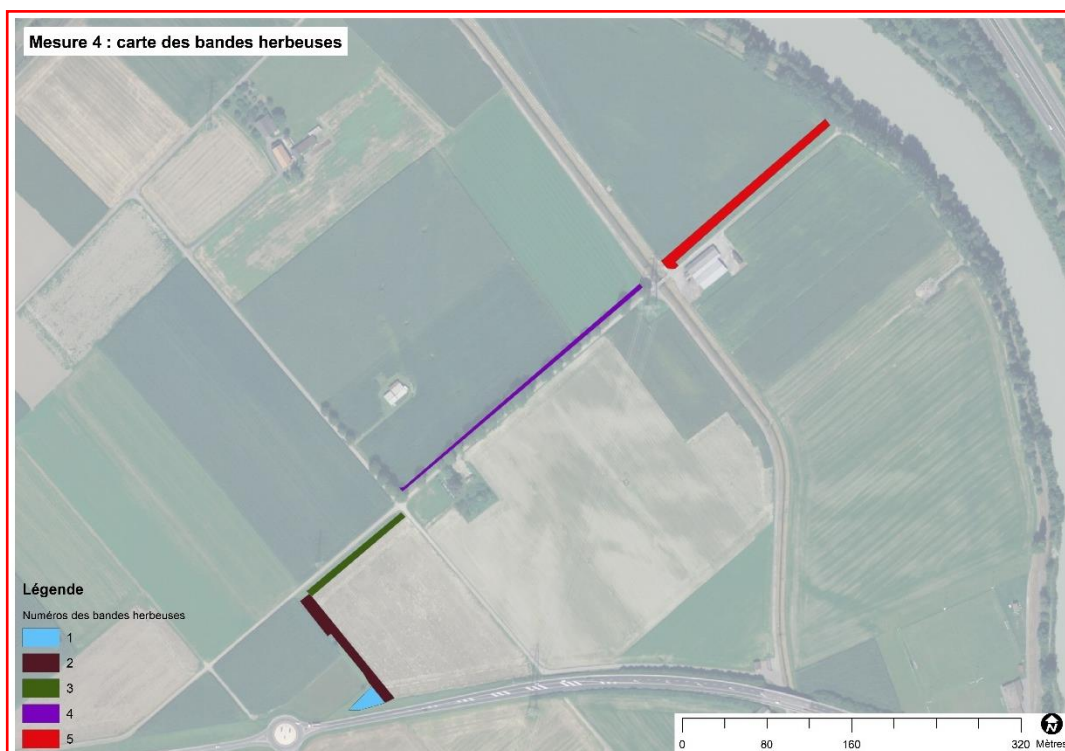 Mesure 4 : carte des bandes herbeuses
Légende
Numéros des bandes herbeuses
1
2
3
4
5
N
0 80 160 320 Mètres